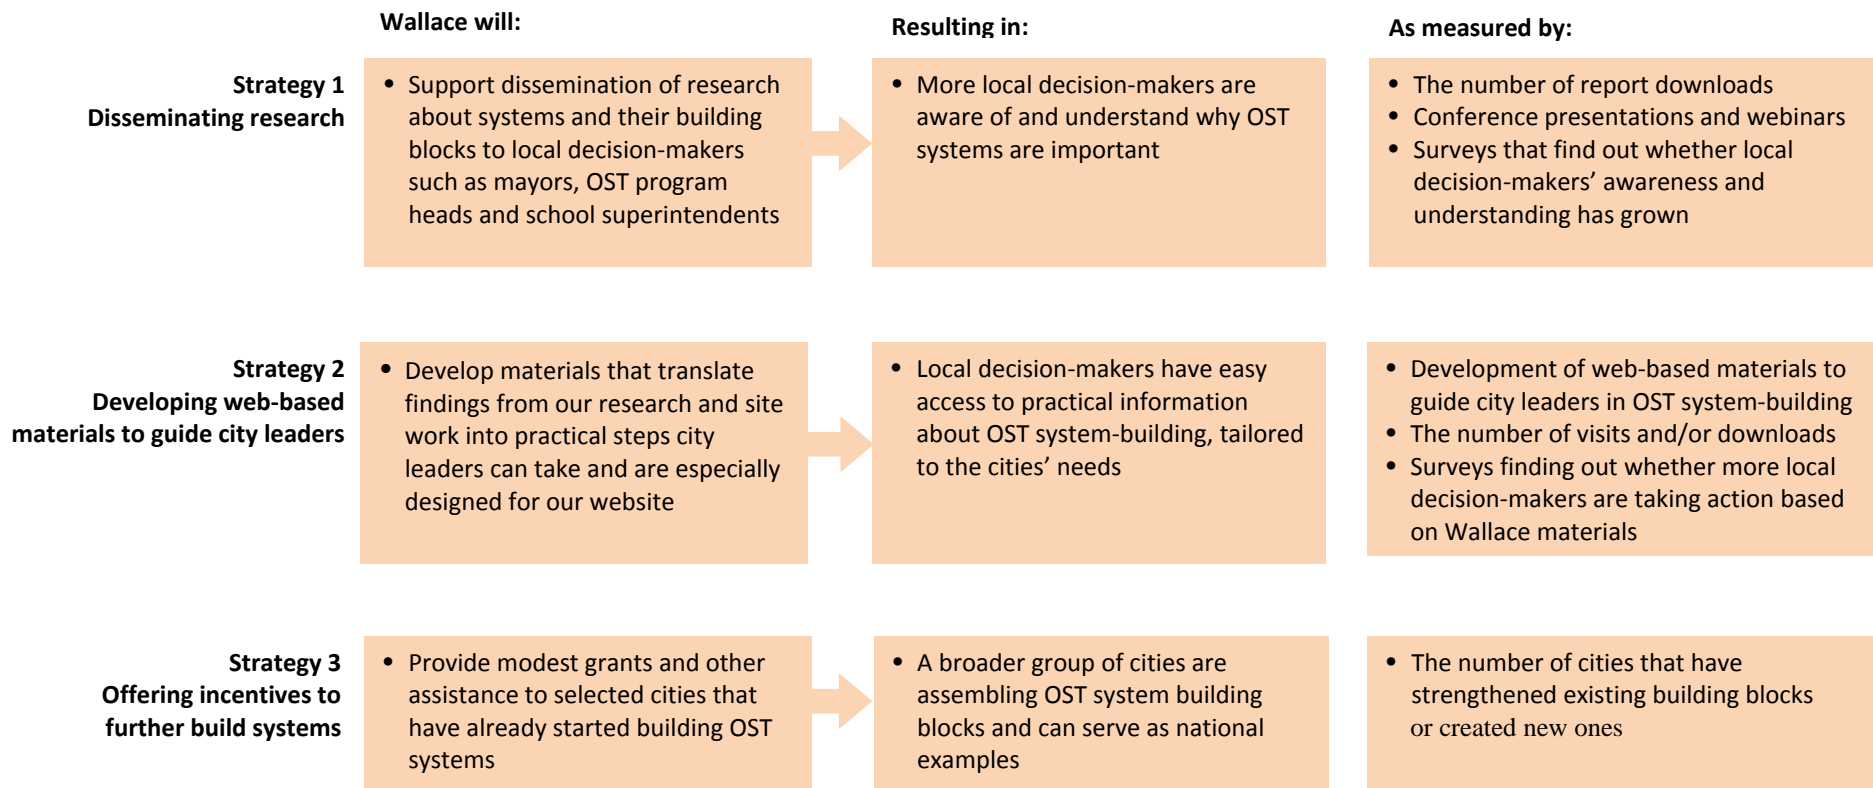 Wallace will:
Resulting in:
As measured by:
Strategy 1
Disseminating research
• Support dissemination of research
about systems and their building
blocks to local decision-makers
such as mayors, OST program
heads and school superintendents
• More local decision-makers are
aware of and understand why OST
systems are important
• The number of report downloads
• Conference presentations and webinars
• Surveys that find out whether local
decision-makers’ awareness and
understanding has grown
Strategy 2
Developing web-based
materials to guide city leaders
• Develop materials that translate
findings from our research and site
work into practical steps city
leaders can take and are especially
designed for our website
• Local decision-makers have easy
access to practical information
about OST system-building, tailored
to the cities’ needs
• Development of web-based materials to
guide city leaders in OST system-building
• The number of visits and/or downloads
• Surveys finding out whether more local
decision-makers are taking action based
on Wallace materials
Strategy 3
Offering incentives to
further build systems
• Provide modest grants and other
assistance to selected cities that
have already started building OST
systems
• A broader group of cities are
assembling OST system building
blocks and can serve as national
examples
• The number of cities that have
strengthened existing building blocks
or created new ones